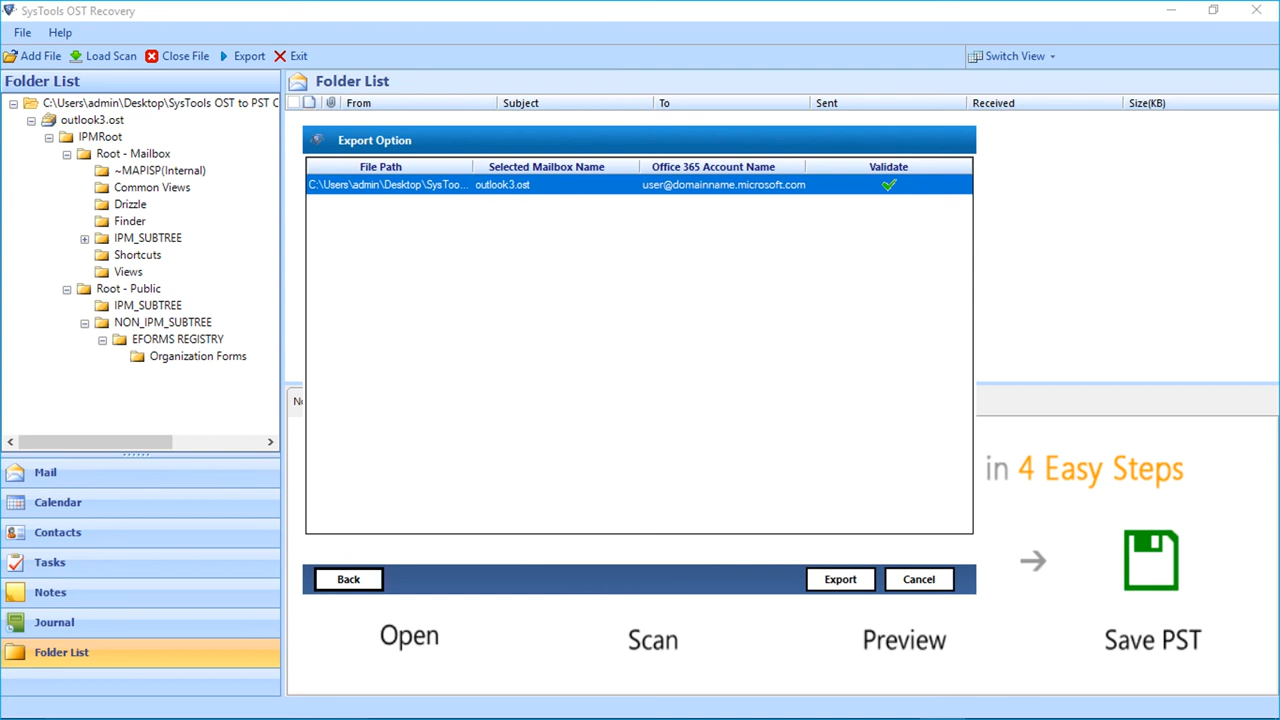 SysTools OST Recovery
File Help
Add File Load Scan Close File Export Exit Switch View
Folder List
C:\Users\admin\Desktop\SysTools OST to PST C
outlook3.ost
IPMRoot
Root - Mailbox
~MAPISP(Internal)
Common Views
Drizzle
Finder
IPM_SUBTREE
Shortcuts
Views
Root - Public
IPM_SUBTREE
NON_IPM_SUBTREE
EFORMS REGISTRY
Organization Forms
Mail
Calendar
Contacts
Tasks
Notes
Journal
Folder List
Folder List
From Subject To Sent Received Size(KB)
Export Option
File Path Selected Mailbox Name Office 365 Account Name Validate
C:\Users\admin\Desktop\SysToo... outlook3.ost user@domainname.microsoft.com
in 4 Easy Steps
Back Export Cancel
Open Scan Preview Save PST